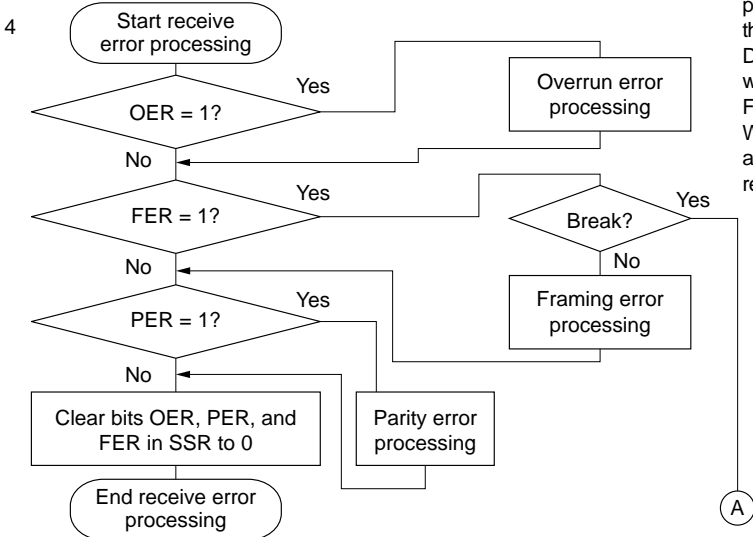 4
Start receive
error processing
OER = 1?
Yes
Overrun error
processing
No
FER = 1?
Yes
Break?
Yes
No
No
Framing error
processing
PER = 1?
Yes
No
Clear bits OER, PER, and
FER in SSR to 0
Parity error
processing
End receive error
processing
A